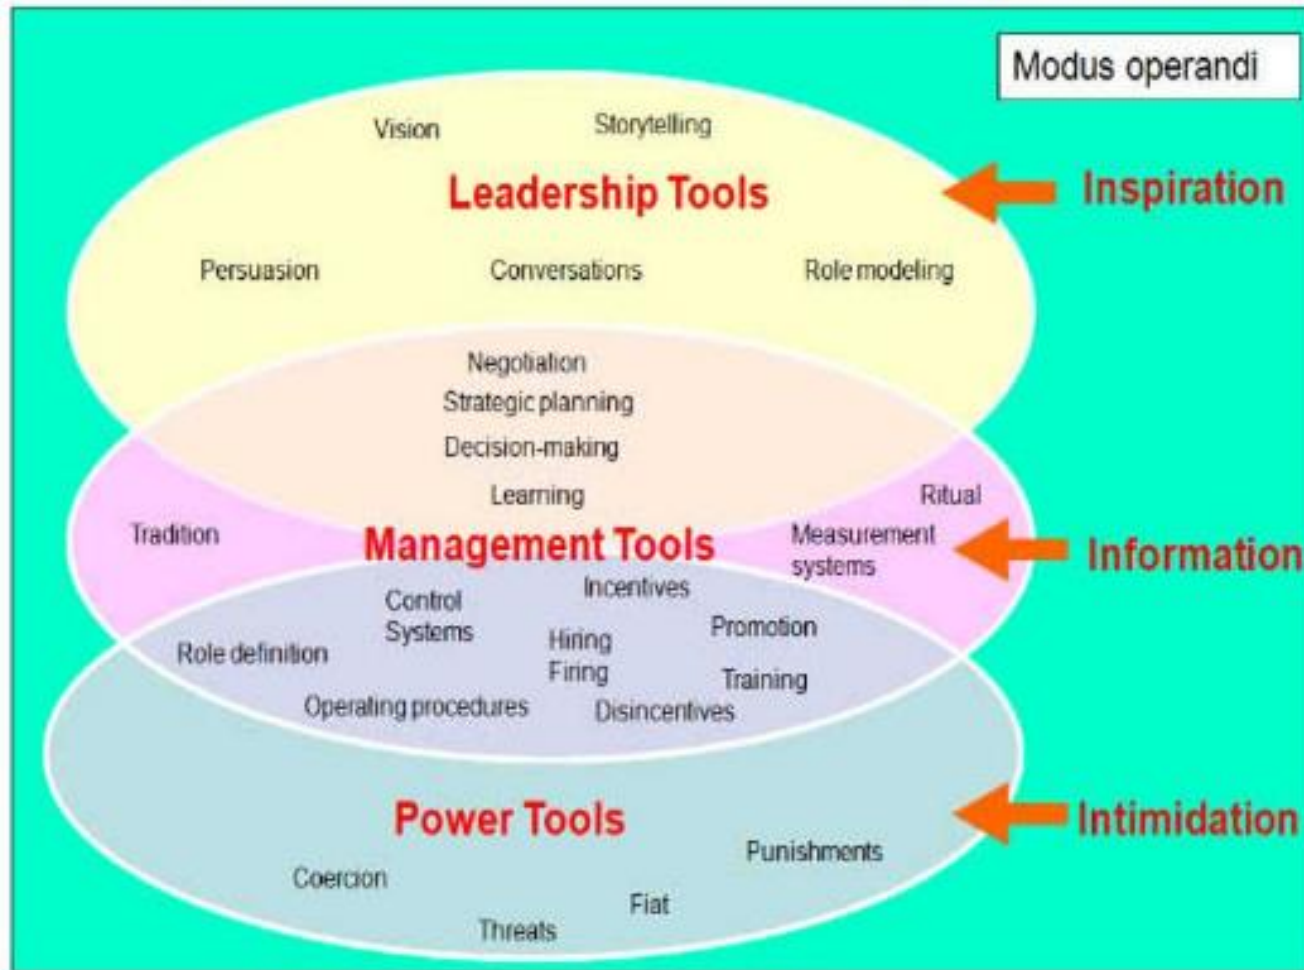 Modus operandi
Vision
Storytelling
Leadership Tools
Inspiration
Persuasion
Conversations
Role modeling
Negotiation
Strategic planning
Decision-making
Learning
Ritual
Tradition
Management Tools
Measurement
systems
Information
Incentives
Control
Systems
Hiring
Firing
Promotion
Role definition
Training
Operating procedures
Disincentives
Power Tools
Intimidation
Punishments
Coercion
Fiat
Threats